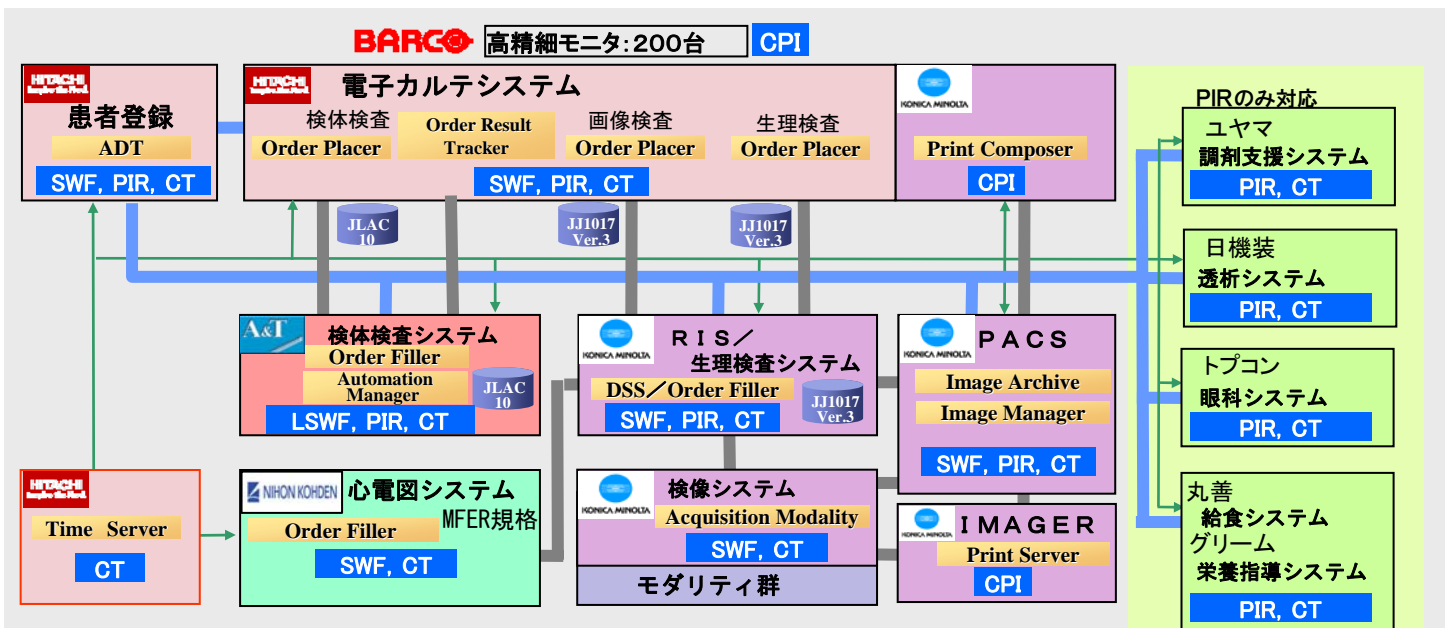 BARCO 高精細モニタ:200台 CPI
HITACHI
Inspire the Next
患者登録
ADT
SWF, PIR, CT
HITACHI
Inspire the Next
電子カルテシステム
検体検査
Order Placer
Order Result
Tracker
画像検査
Order Placer
生理検査
Order Placer
SWF, PIR, CT
KONICA MINOLTA
Print Composer
CPI
JLAC
10
JJ1017
Ver.3
JJ1017
Ver.3
PIRのみ対応
ユヤマ
調剤支援システム
PIR, CT
日機装
透析システム
PIR, CT
トプコン
眼科システム
PIR, CT
丸善
給食システム
グリーム
栄養指導システム
PIR, CT
A&T
検体検査システム
Order Filler
Automation
Manager
JLAC
10
LSWF, PIR, CT
KONICA MINOLTA
RIS/
生理検査システム
DSS/Order Filler
JJ1017
Ver.3
SWF, PIR, CT
KONICA MINOLTA
PACS
Image Archive
Image Manager
SWF, PIR, CT
HITACHI
Inspire the Next
Time Server
CT
NIHON KOHDEN
心電図システム
MFER規格
Order Filler
SWF, CT
KONICA MINOLTA
検像システム
Acquisition Modality
SWF, CT
モダリティ群
KONICA MINOLTA
IMAGER
Print Server
CPI